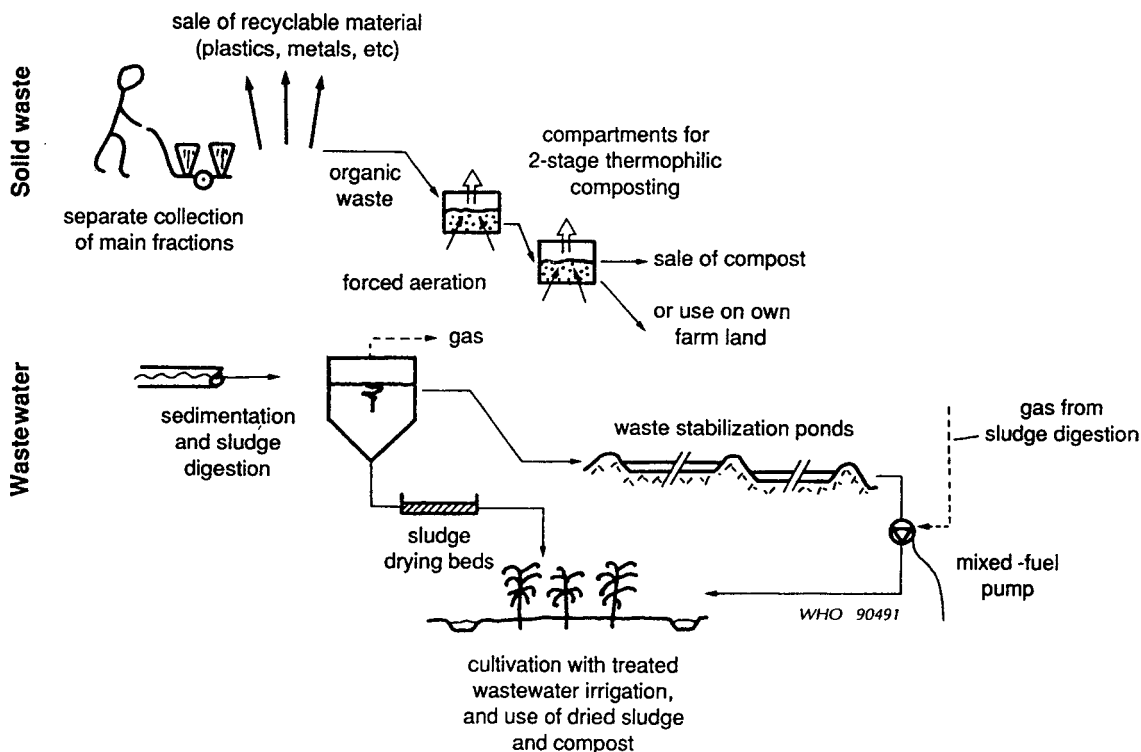 sale of recyclable material
(plastics, metals, etc)
Solid waste
compartments for
2-stage thermophilic
composting
organic
waste
separate collection
of main fractions
forced aeration
sale of compost
or use on own
farm land
gas
Wastewater
sedimentation
and sludge
digestion
waste stabilization ponds
gas from
sludge digestion
sludge
drying beds
mixed -fuel
pump
WHO 90491
cultivation with treated
wastewater irrigation,
and use of dried sludge
and compost